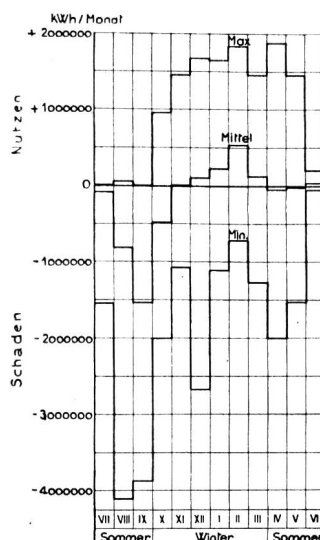 kWh/Monat
+ 2000000
Max
Nutzen
+ 1000000
Mittel
0
Min.
- 1000000
Schaden
- 2000000
- 3000000
- 4000000
VII VIII IX X XI XII I II III IV V VI
Sommer Winter Sommer